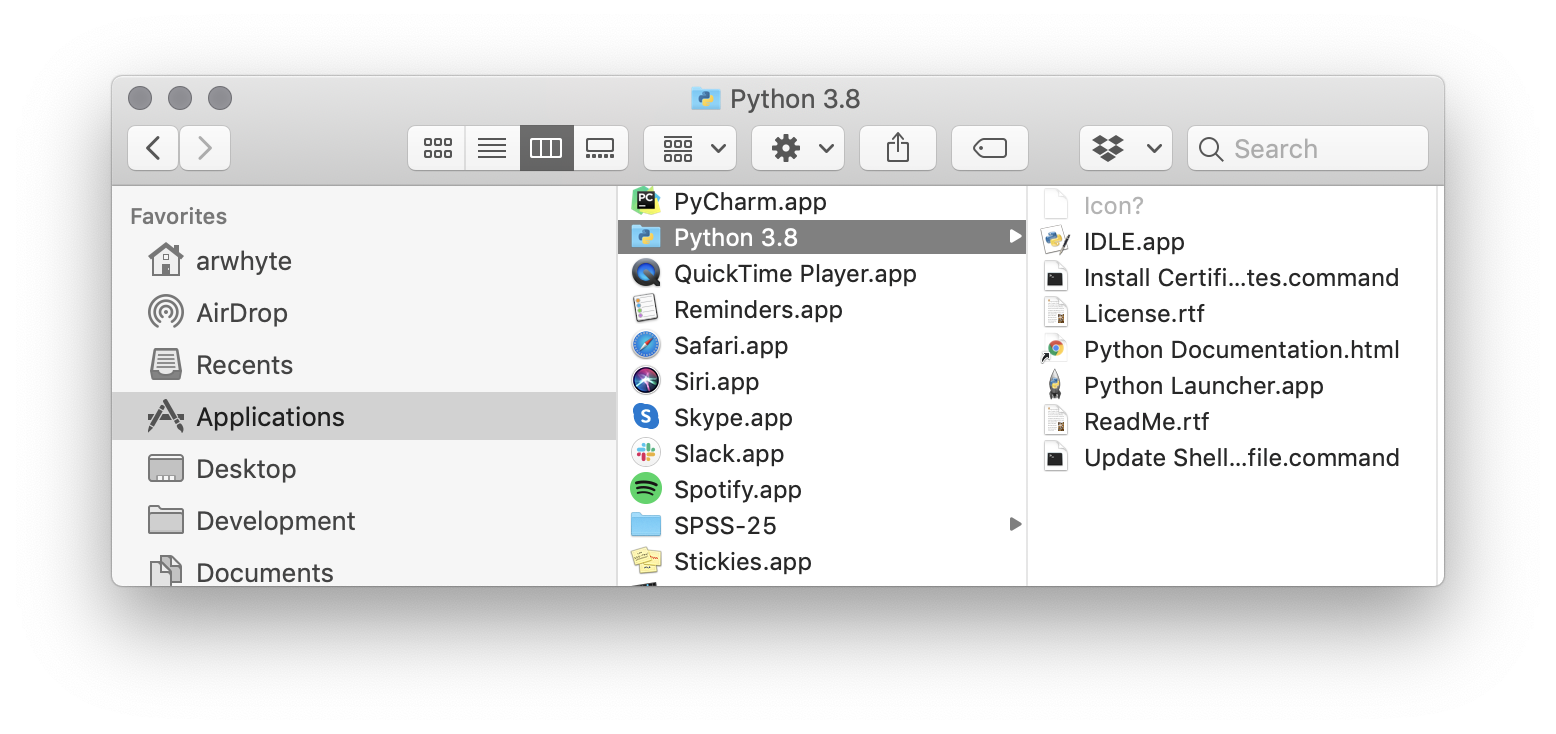 Python 3.8
Search
Favorites
arwhyte
AirDrop
Recents
Applications
Desktop
Development
Documents
PyCharm.app
Python 3.8
QuickTime Player.app
Reminders.app
Safari.app
Siri.app
Skype.app
Slack.app
Spotify.app
SPSS-25
Stickies.app
Icon?
IDLE.app
Install Certifi...tes.command
License.rtf
Python Documentation.html
Python Launcher.app
ReadMe.rtf
Update Shell...file.command